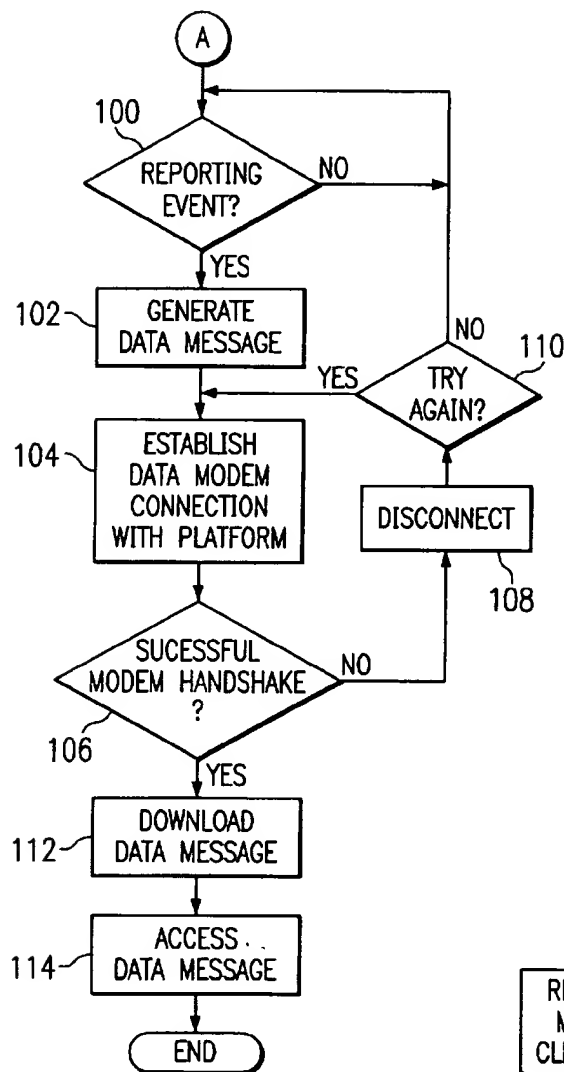 A
100
REPORTING
EVENT?
NO
YES
102
GENERATE
DATA MESSAGE
NO
110
YES
TRY
AGAIN?
104
ESTABLISH
DATA MODEM
CONNECTION
WITH PLATFORM
DISCONNECT
108
SUCESSFUL
MODEM HANDSHAKE
?
NO
106
YES
112
DOWNLOAD
DATA MESSAGE
114
ACCESS
DATA MESSAGE
END